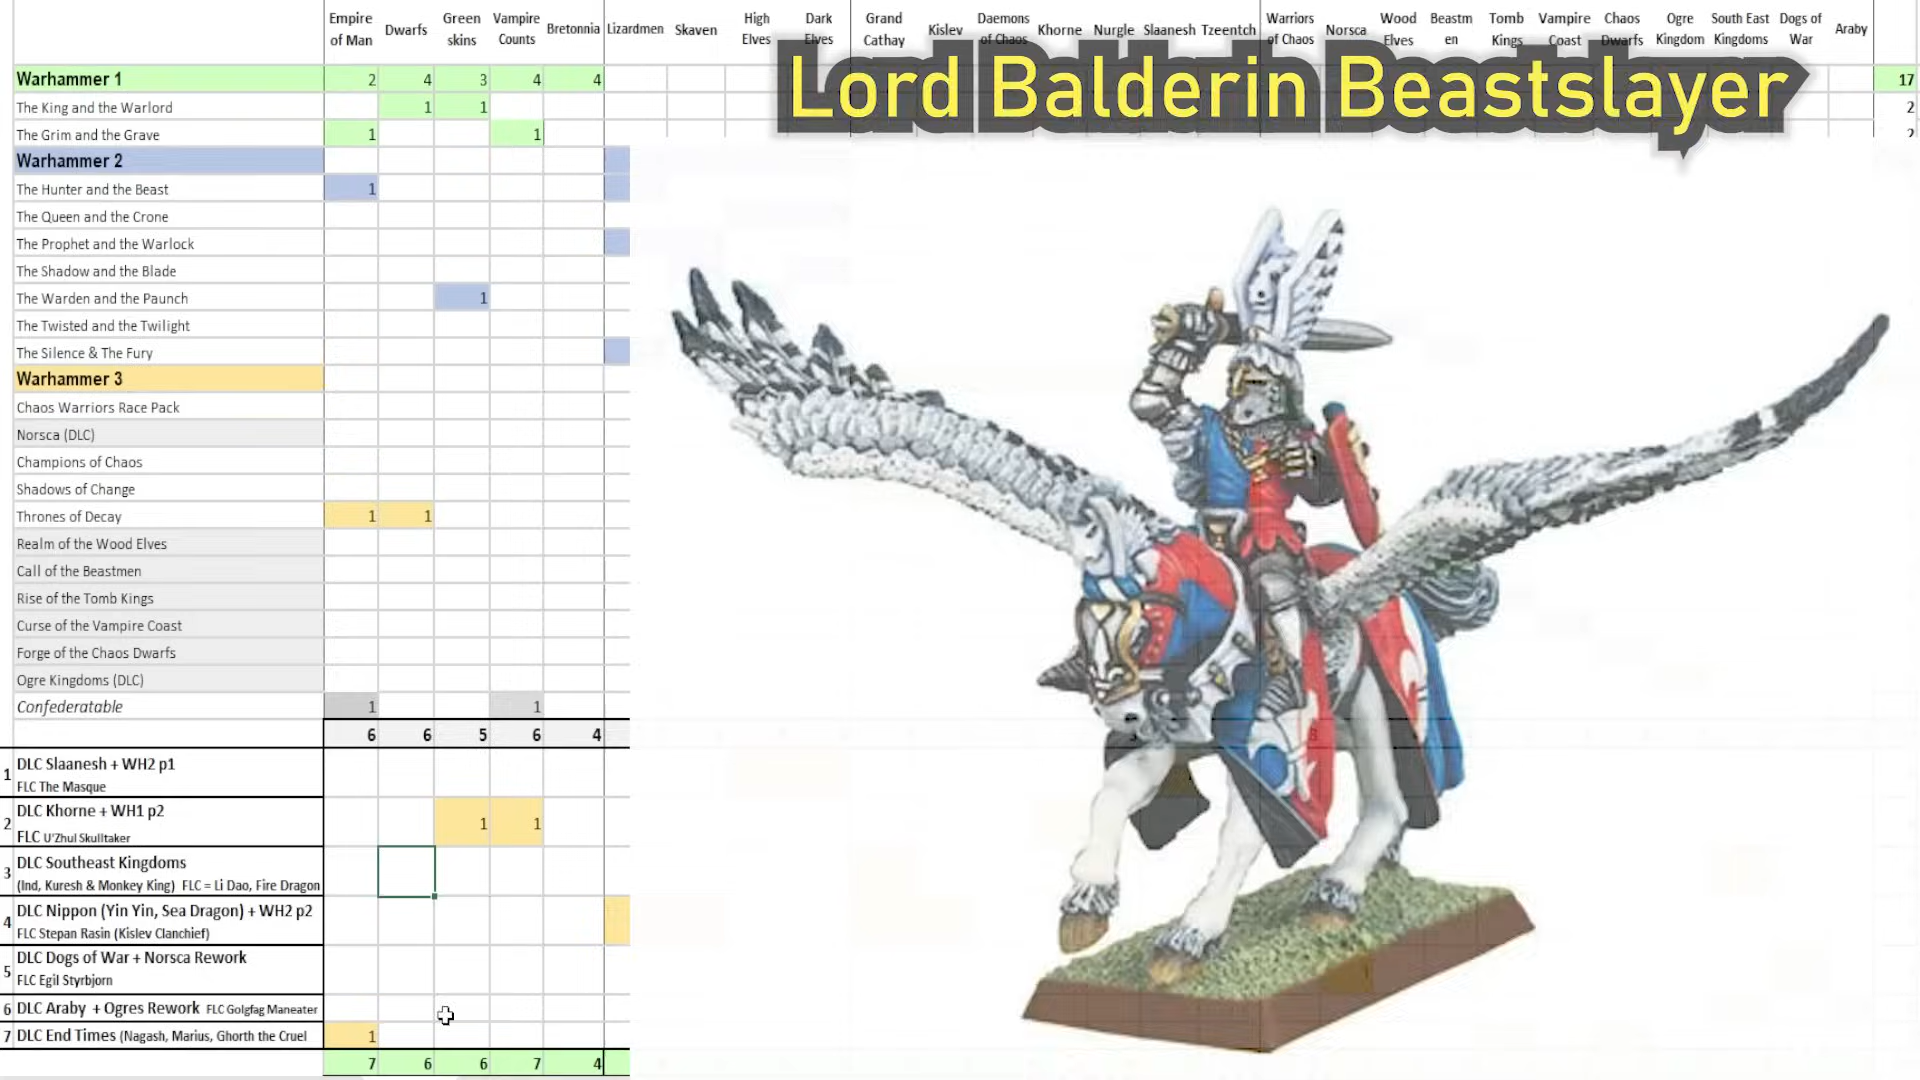 Empire of Man Dwarfs Green skins Vampire Counts Bretonnia Lizardmen Skaven High Elves Dark Elves Grand Cathay Kislev Daemons of Chaos Khorne Nurgle Slaanesh Tzeentch Warriors of Chaos Norsca Wood Elves Beastm en Tomb Kings Vampire Coast Chaos Dwarfs Ogre Kingdom South East Kingdoms Dogs of War Araby
Lord Balderin Beastslayer
Warhammer 1 2 4 3 4 4 17
The King and the Warlord 1 1 2
The Grim and the Grave 1 1 2
Warhammer 2
The Hunter and the Beast 1
The Queen and the Crone
The Prophet and the Warlock
The Shadow and the Blade
The Warden and the Paunch 1
The Twisted and the Twilight
The Silence & The Fury
Warhammer 3
Chaos Warriors Race Pack
Norsca (DLC)
Champions of Chaos
Shadows of Change
Thrones of Decay 1 1
Realm of the Wood Elves
Call of the Beastmen
Rise of the Tomb Kings
Curse of the Vampire Coast
Forge of the Chaos Dwarfs
Ogre Kingdoms (DLC)
Confederatable 1 1
6 6 5 6 4
1 DLC Slaanesh + WH2 p1
FLC The Masque
2 DLC Khorne + WH1 p2 1 1
FLC U'Zhul Skulltaker
3 DLC Southeast Kingdoms
(Ind, Kuresh & Monkey King) FLC = Li Dao, Fire Dragon
4 DLC Nippon (Yin Yin, Sea Dragon) + WH2 p2
FLC Stepan Rasin (Kislev Clanchief)
5 DLC Dogs of War + Norsca Rework
FLC Egil Styrbjorn
6 DLC Araby + Ogres Rework FLC Golgfag Maneater
7 DLC End Times (Nagash, Marius, Ghorth the Cruel 1
7 6 6 7 4